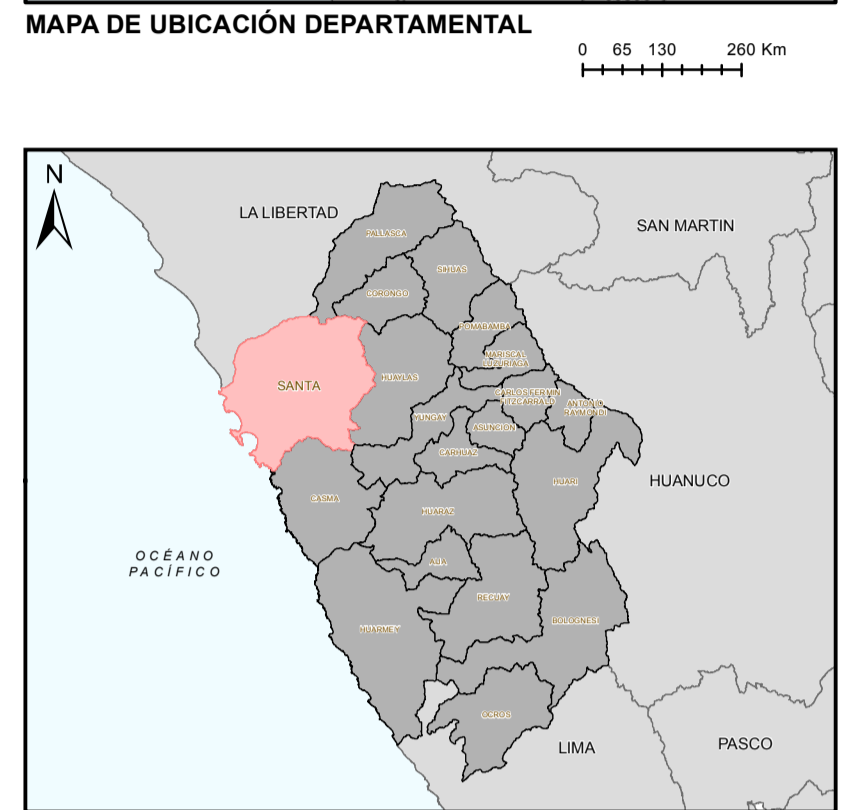 MAPA DE UBICACIÓN DEPARTAMENTAL
0 65 130 260 Km
N
LA LIBERTAD
SAN MARTIN
PALLASCA
SIHUAS
CORONGO
POMABAMBA
MARISCAL
LUZURIAGA
SANTA
HUAYLAS
CARLOS FERMIN
FITZCARRALD
ANTONIO
RAYMONDI
YUNGAY
ASUNCION
CARHUAZ
HUARI
HUANUCO
CASMA
HUARAZ
OCÉANO
PACÍFICO
AIJA
RECUAY
BOLOGNESI
HUARMEY
OCROS
LIMA
PASCO